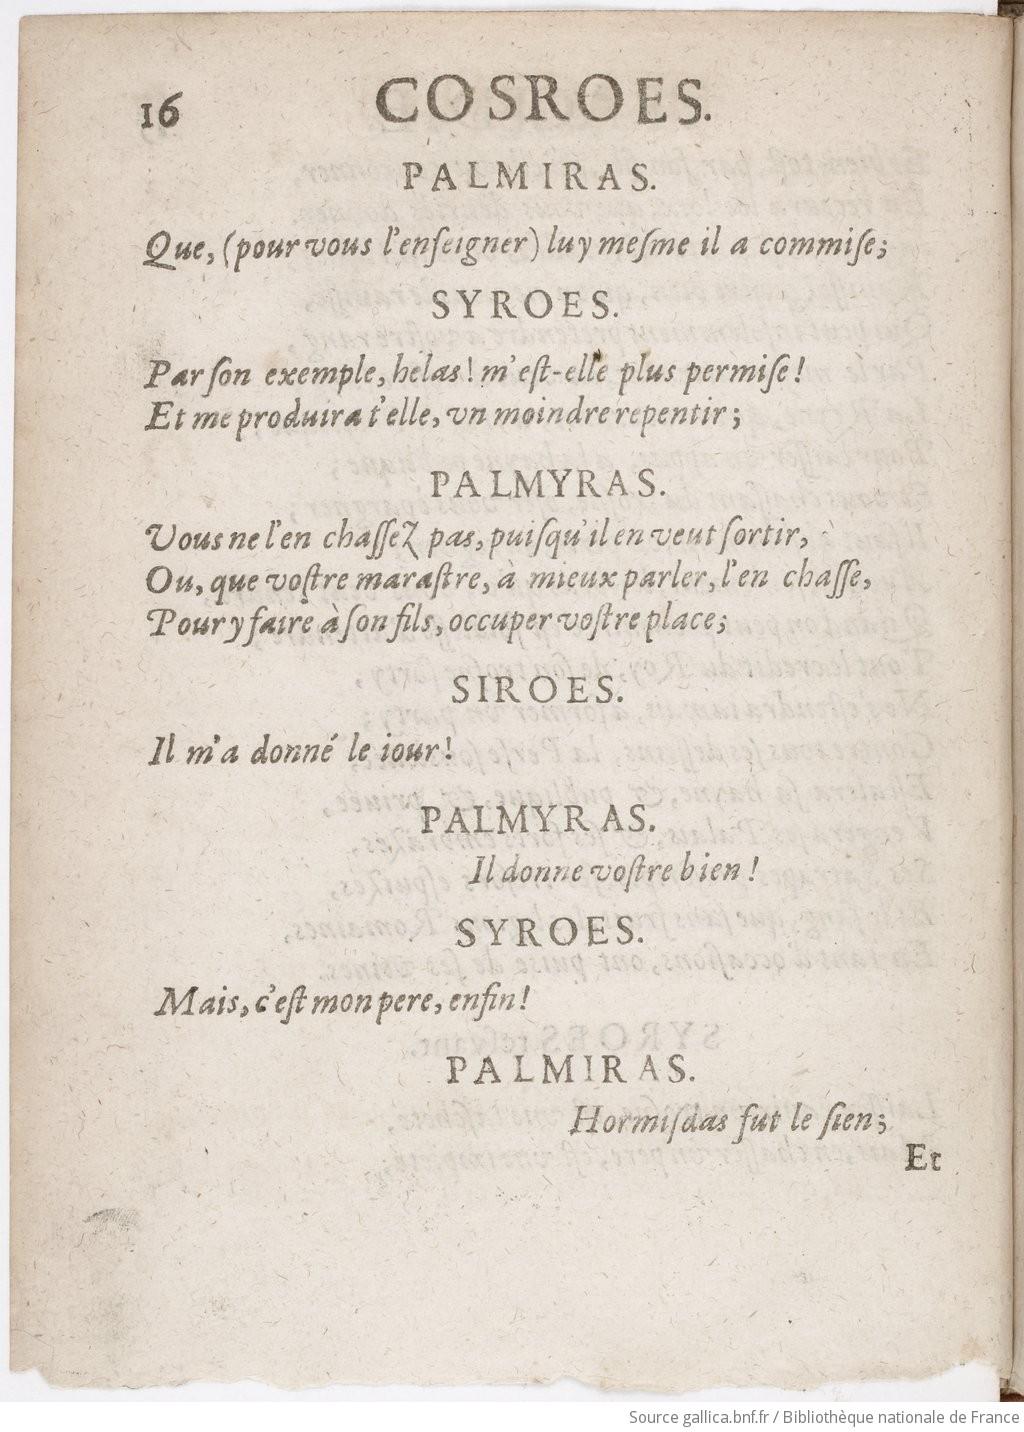 16 COSROES.
PALMIRAS.
Que, (pour vous l'enſeigner) luy meſme il a commiſe;
SYROES.
Par ſon exemple, helas! m'eſt-elle plus permiſe!
Et me produira t'elle, vn moindre repentir;
PALMYRAS.
Vous ne l'en chaſſez pas, puiſqu'il en veut ſortir,
Ou, que voſtre maraſtre, à mieux parler, l'en chaſſe,
Pour y faire à ſon fils, occuper voſtre place;
SIROES.
Il m'a donné le iour!
PALMYRAS.
Il donne voſtre bien!
SYROES.
Mais, c'eſt mon pere, enfin!
PALMIRAS.
Hormiſdas fut le ſien;
Et
Source gallica.bnf.fr / Bibliothèque nationale de France